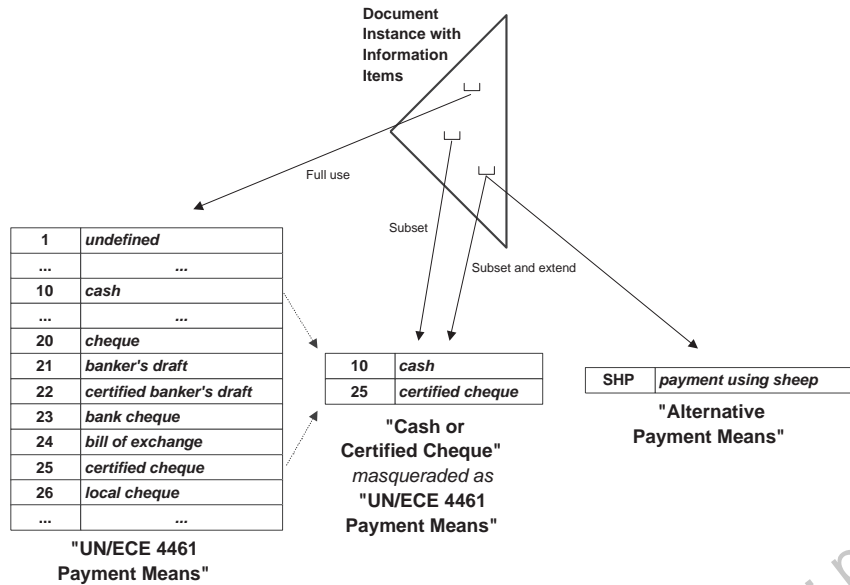 Document
Instance with
Information
Items
Full use
Subset
Subset and extend
1 undefined
... ...
10 cash
... ...
20 cheque
21 banker's draft
22 certified banker's draft
23 bank cheque
24 bill of exchange
25 certified cheque
26 local cheque
... ...
"UN/ECE 4461
Payment Means"
10 cash
25 certified cheque
"Cash or
Certified Cheque"
masqueraded as
"UN/ECE 4461
Payment Means"
SHP payment using sheep
"Alternative
Payment Means"